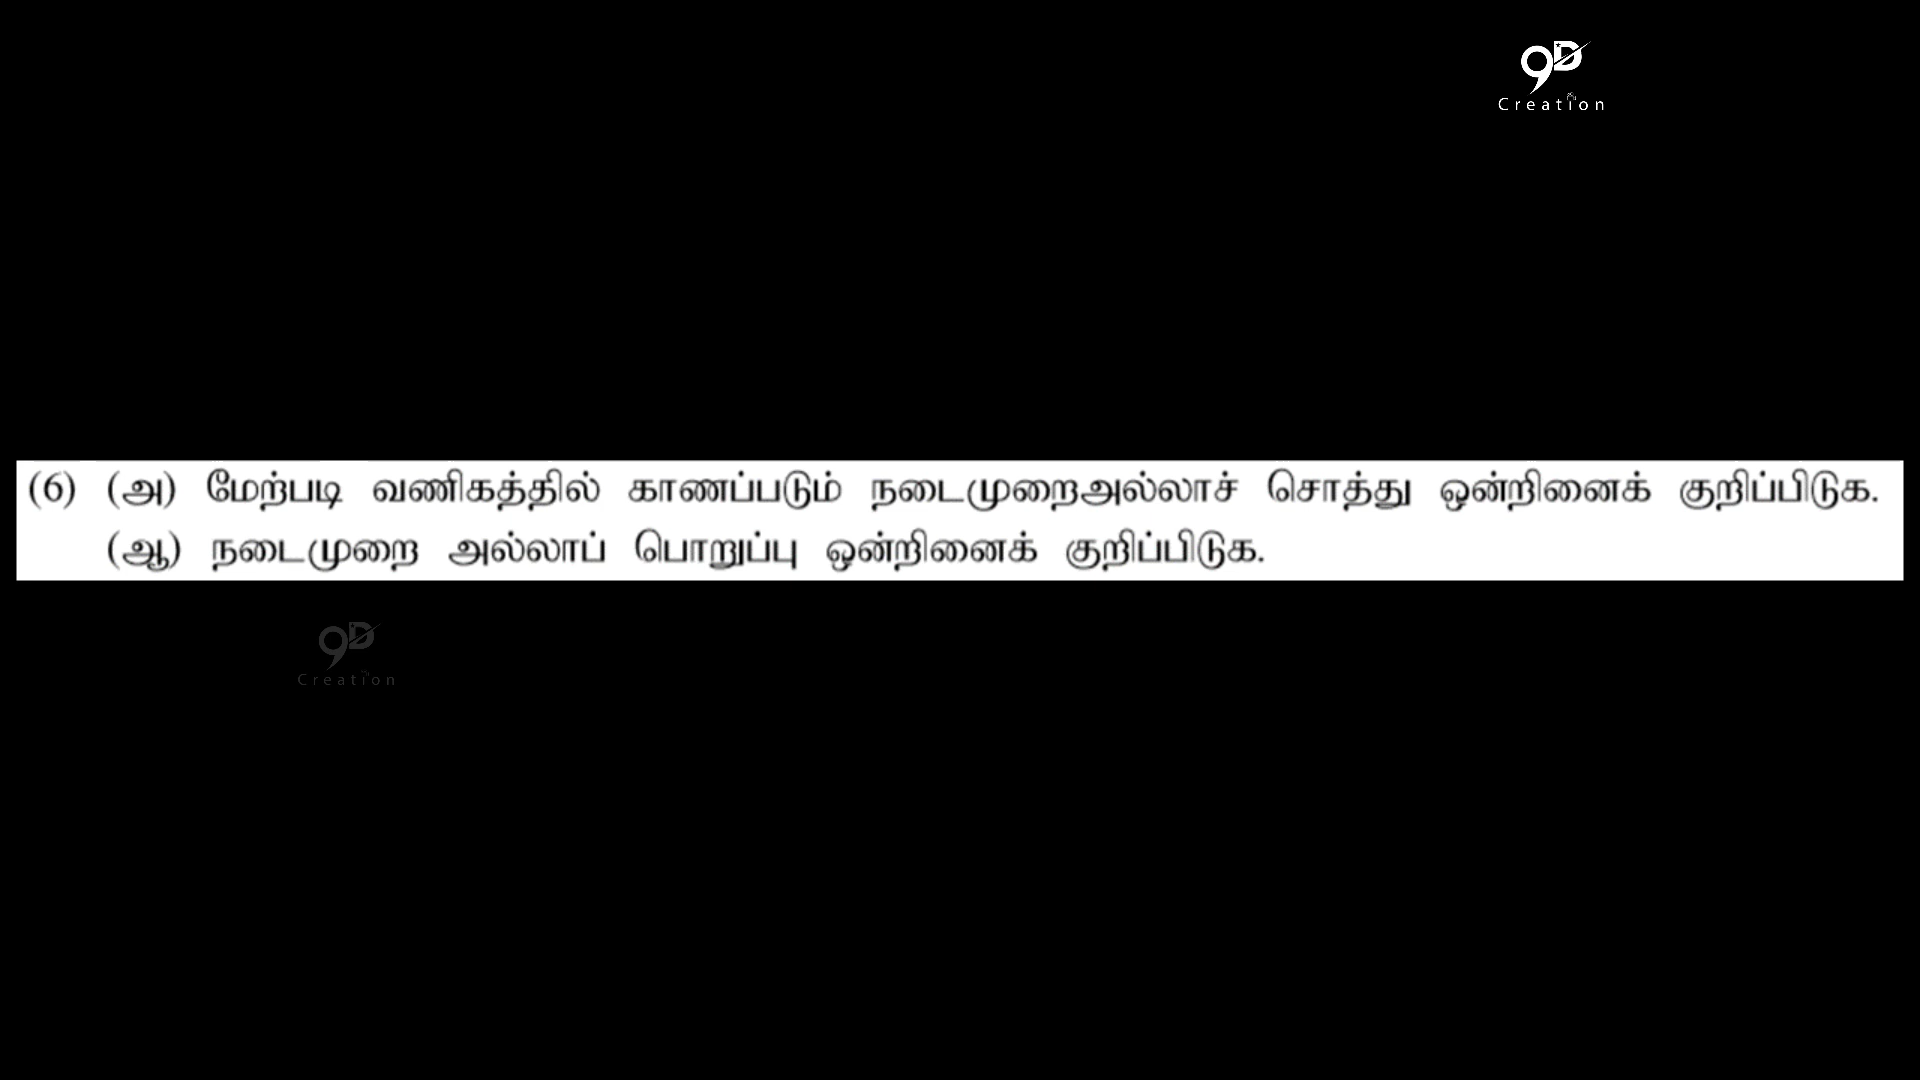 9D
Creation
(6) (அ) மேற்படி வணிகத்தில் காணப்படும் நடைமுறைஅல்லாச் சொத்து ஒன்றினைக் குறிப்பிடுக.
(ஆ) நடைமுறை அல்லாப் பொறுப்பு ஒன்றினைக் குறிப்பிடுக.
9D
Creation